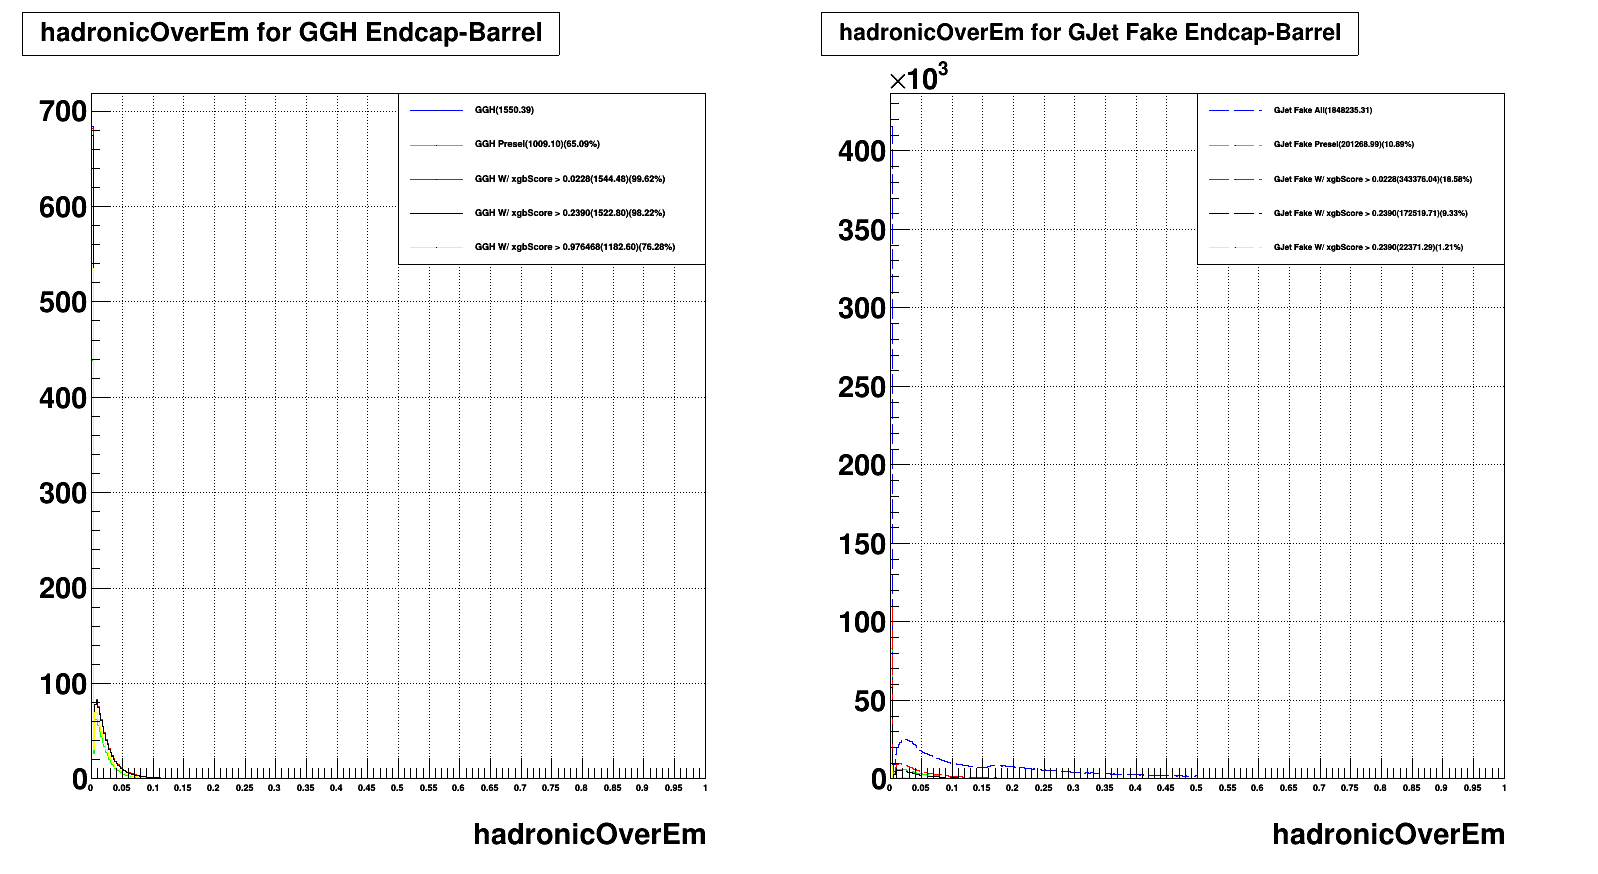 hadronicOverEm for GGH Endcap-Barrel
700
600
500
400
300
200
100
0
GGH(1550.39)
GGH Presel(1009.10)(65.09%)
GGH W/ xgbScore > 0.0228(1544.48)(99.62%)
GGH W/ xgbScore > 0.2390(1522.80)(98.22%)
GGH W/ xgbScore > 0.976468(1182.60)(76.28%)
0 0.05 0.1 0.15 0.2 0.25 0.3 0.35 0.4 0.45 0.5 0.55 0.6 0.65 0.7 0.75 0.8 0.85 0.9 0.95 1
hadronicOverEm
hadronicOverEm for GJet Fake Endcap-Barrel
×10³
400
350
300
250
200
150
100
50
0
GJet Fake All(1848235.31)
GJet Fake Presel(201268.99)(10.89%)
GJet Fake W/ xgbScore > 0.0228(343376.04)(18.58%)
GJet Fake W/ xgbScore > 0.2390(172519.71)(9.33%)
GJet Fake W/ xgbScore > 0.2390(22371.29)(1.21%)
0 0.05 0.1 0.15 0.2 0.25 0.3 0.35 0.4 0.45 0.5 0.55 0.6 0.65 0.7 0.75 0.8 0.85 0.9 0.95 1
hadronicOverEm